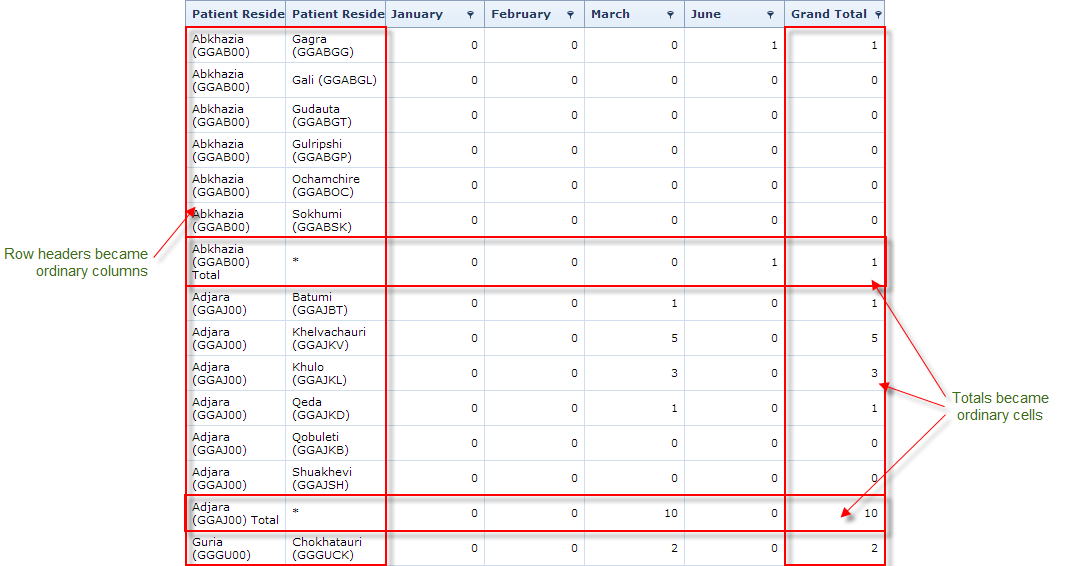 Patient Reside Patient Reside January February March June Grand Total
Abkhazia (GGAB00) Gagra (GGABGG) 0 0 0 1 1
Abkhazia (GGAB00) Gali (GGABGL) 0 0 0 0 0
Abkhazia (GGAB00) Gudauta (GGABGT) 0 0 0 0 0
Abkhazia (GGAB00) Gulripshi (GGABGP) 0 0 0 0 0
Abkhazia (GGAB00) Ochamchire (GGABOC) 0 0 0 0 0
Abkhazia (GGAB00) Sokhumi (GGABSK) 0 0 0 0 0
Abkhazia (GGAB00) Total * 0 0 0 1 1
Adjara (GGAJ00) Batumi (GGAJBT) 0 0 1 0 1
Adjara (GGAJ00) Khelvachauri (GGAJKV) 0 0 5 0 5
Adjara (GGAJ00) Khulo (GGAJKL) 0 0 3 0 3
Adjara (GGAJ00) Qeda (GGAJKD) 0 0 1 0 1
Adjara (GGAJ00) Qobuleti (GGAJKB) 0 0 0 0 0
Adjara (GGAJ00) Shuakhevi (GGAJSH) 0 0 0 0 0
Adjara (GGAJ00) Total * 0 0 10 0 10
Guria (GGGU00) Chokhatauri (GGGUCK) 0 0 2 0 2
Row headers became
ordinary columns
Totals became
ordinary cells